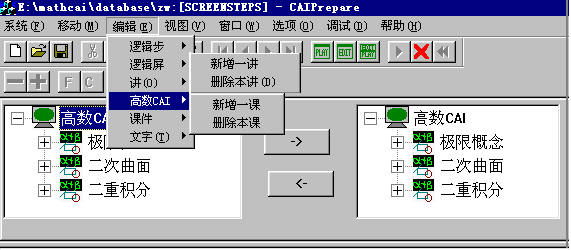 E:\mathcai\database\zw:[SCREENSTEPS] - CAIPrepare
系统(F) 移动(M) 编辑(E) 视图(V) 窗口(W) 选项(O) 调试(D) 帮助(H)
PLAY EXIT
F C
逻辑步
逻辑屏
讲(O)
高数CAI
课件
文字(T)
新增一讲
删除本讲(D)
新增一课
删除本课
高数CA
极限
二次曲面
二重积分
->
<-
高数CAI
极限概念
二次曲面
二重积分